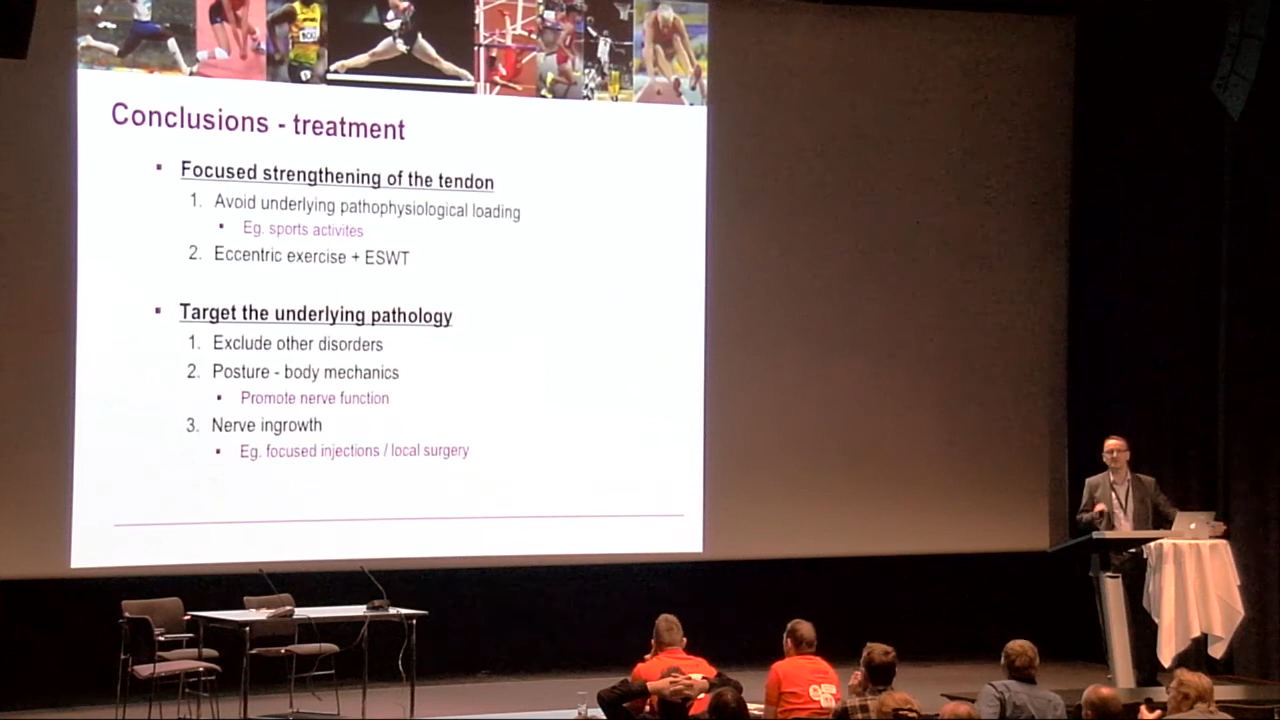 Conclusions - treatment
▪ Focused strengthening of the tendon
1. Avoid underlying pathophysiological loading
▪ Eg. sports activites
2. Eccentric exercise + ESWT
▪ Target the underlying pathology
1. Exclude other disorders
2. Posture - body mechanics
▪ Promote nerve function
3. Nerve ingrowth
▪ Eg. focused injections / local surgery